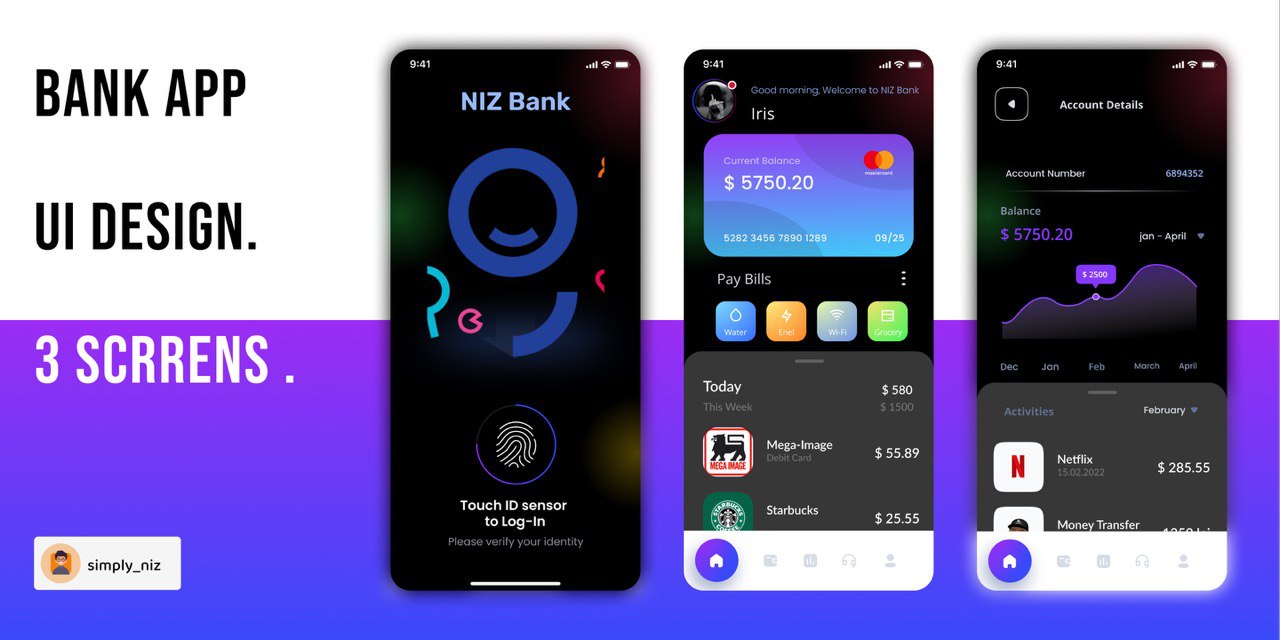 BANK APP
UI DESIGN.
3 SCRRENS .
simply_niz
9:41
NIZ Bank
Touch ID sensor
to Log-In
Please verify your identity
9:41
Good morning, Welcome to NIZ Bank
Iris
Current Balance
mastercard
$ 5750.20
5282 3456 7890 1289 09/25
Pay Bills
Water Enel Wi-Fi Grocery
Today $ 580
This Week $ 1500
MEGA IMAGE
Mega-Image
Debit Card
$ 55.89
STARBUCKS
Starbucks
$ 25.55
9:41
Account Details
Account Number 6894352
Balance
$ 5750.20 jan - April
$ 2500
Dec Jan Feb March April
Activities February
N
Netflix
15.02.2022
$ 285.55
Money Transfer